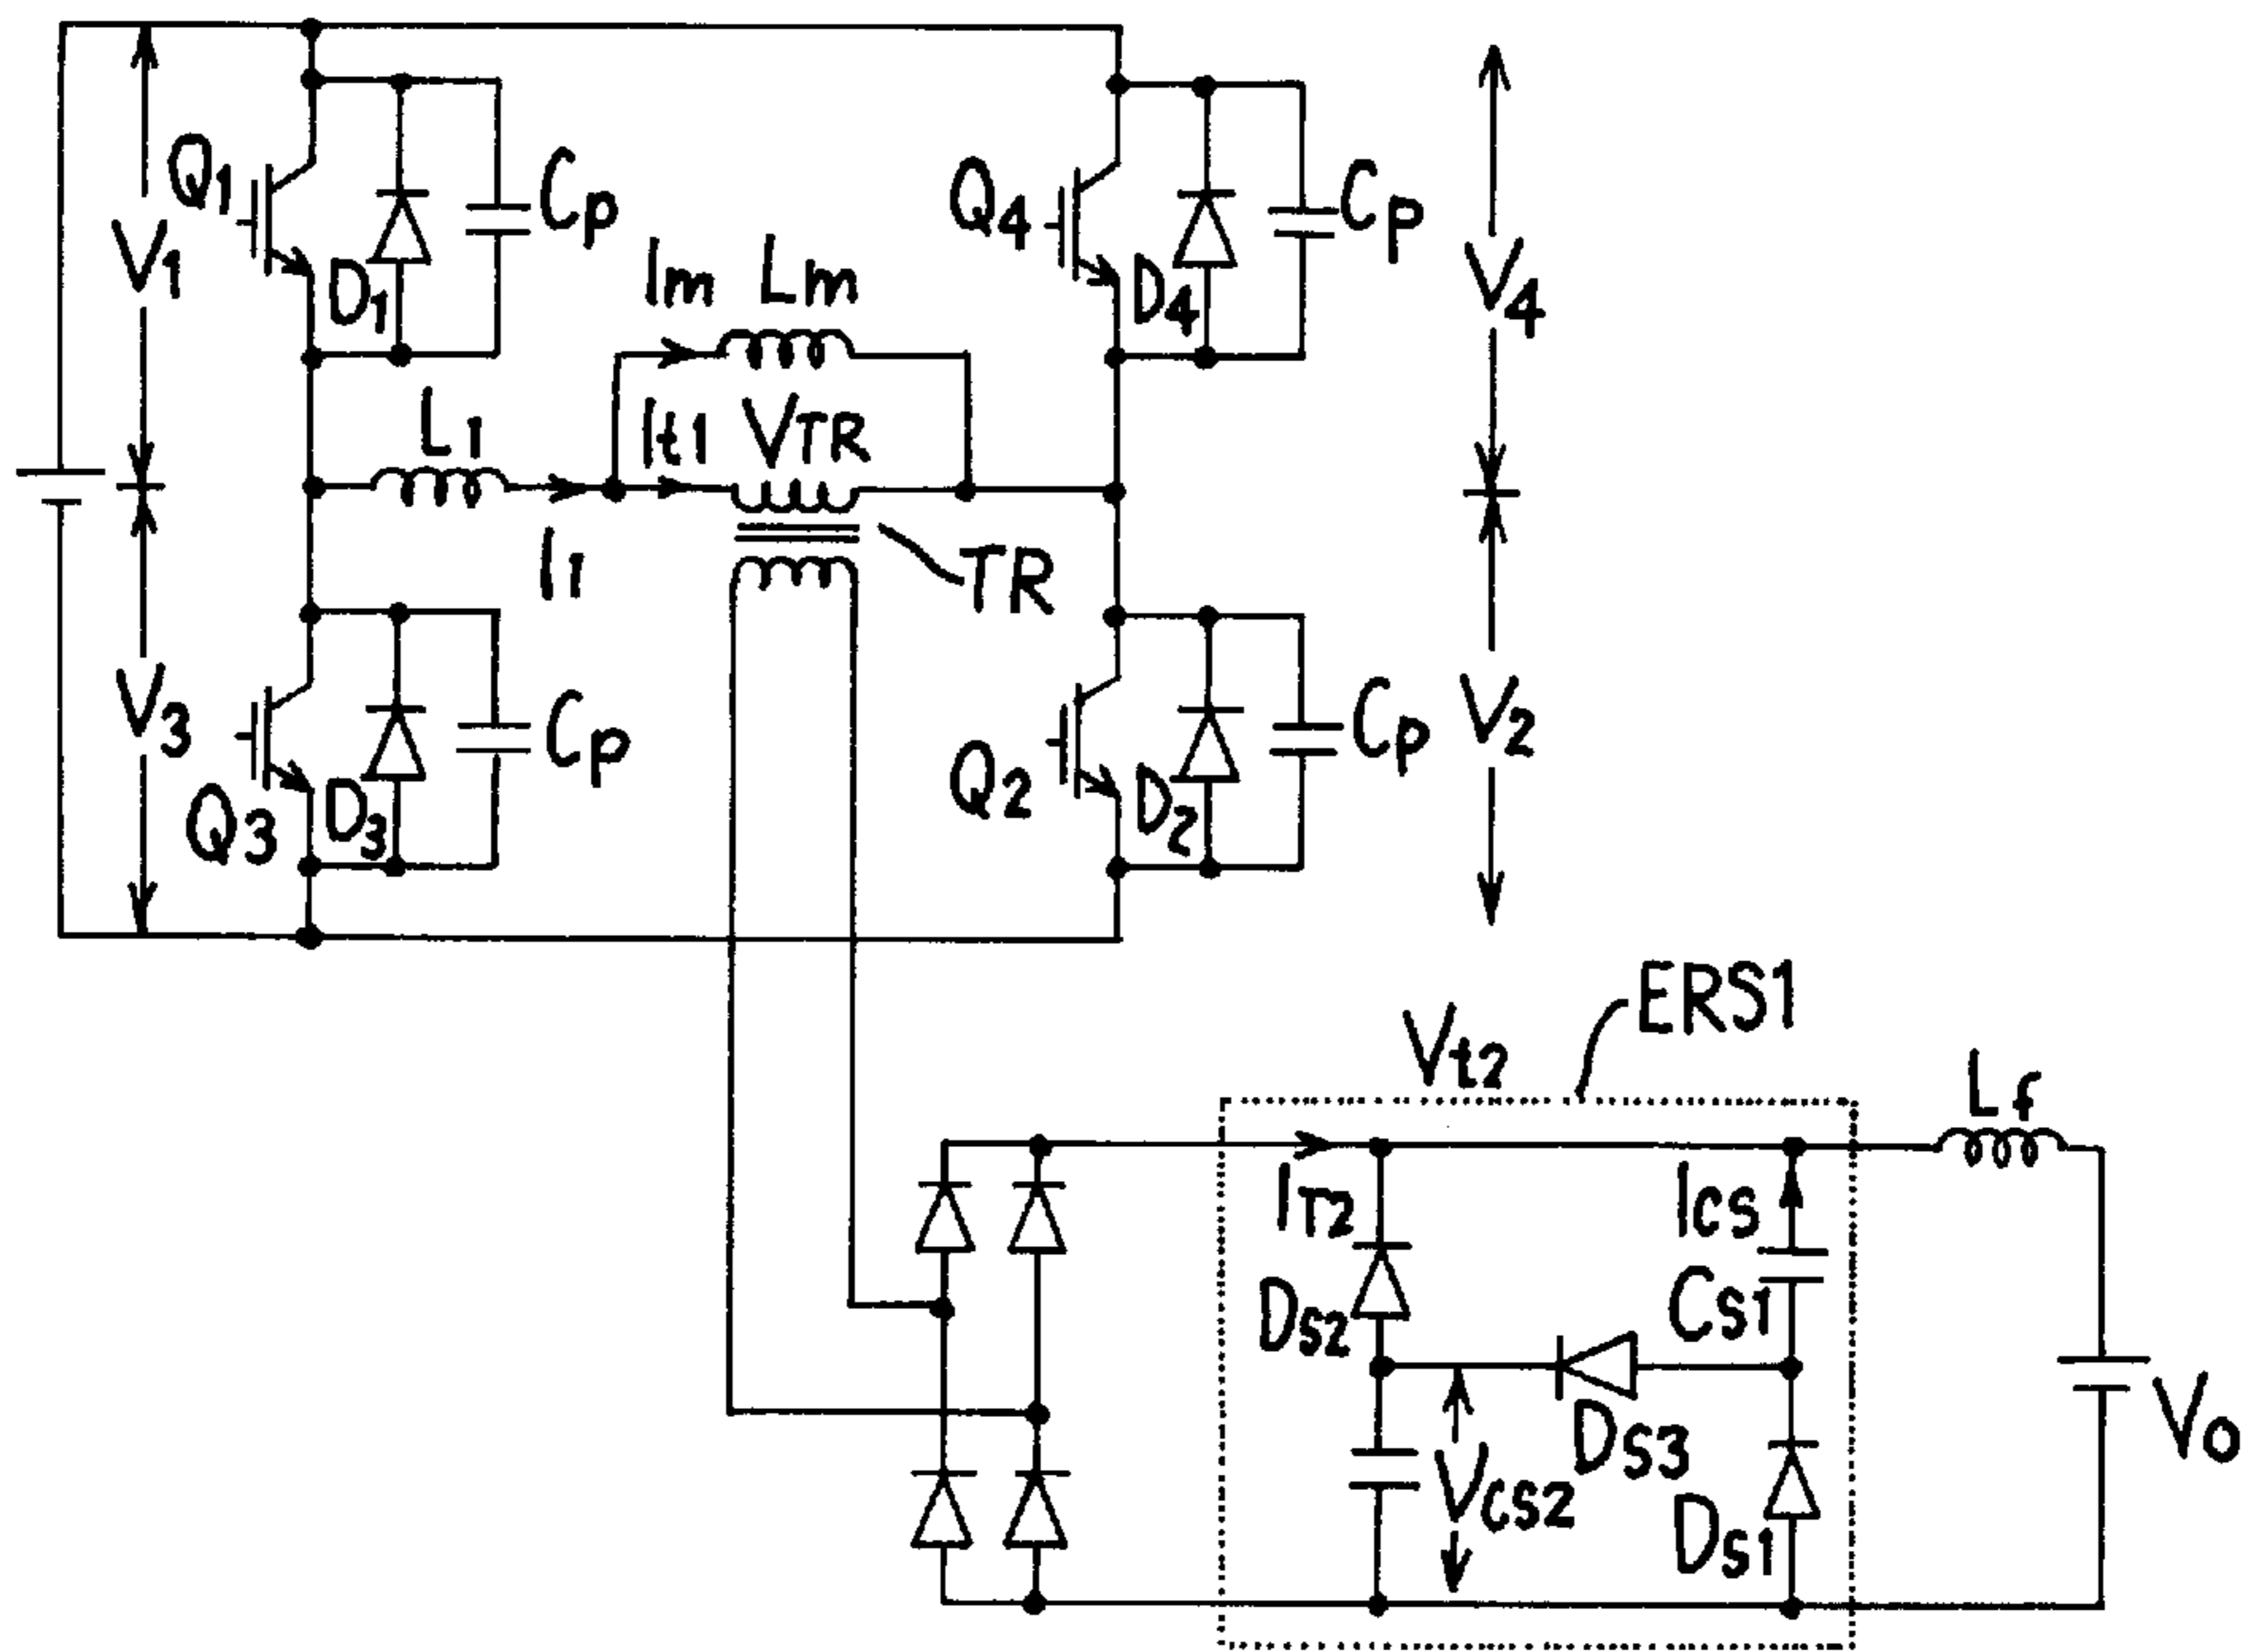 Q1
V1
D1
Cp
Im
Lm
Q4
D4
Cp
V4
L1
It1
VTR
I1
TR
V3
Q3
D3
Cp
Q2
D2
Cp
V2
ERS1
Vt2
Lf
IT2
Ics
Ds2
Cs1
Ds3
Vcs2
Ds1
Vo